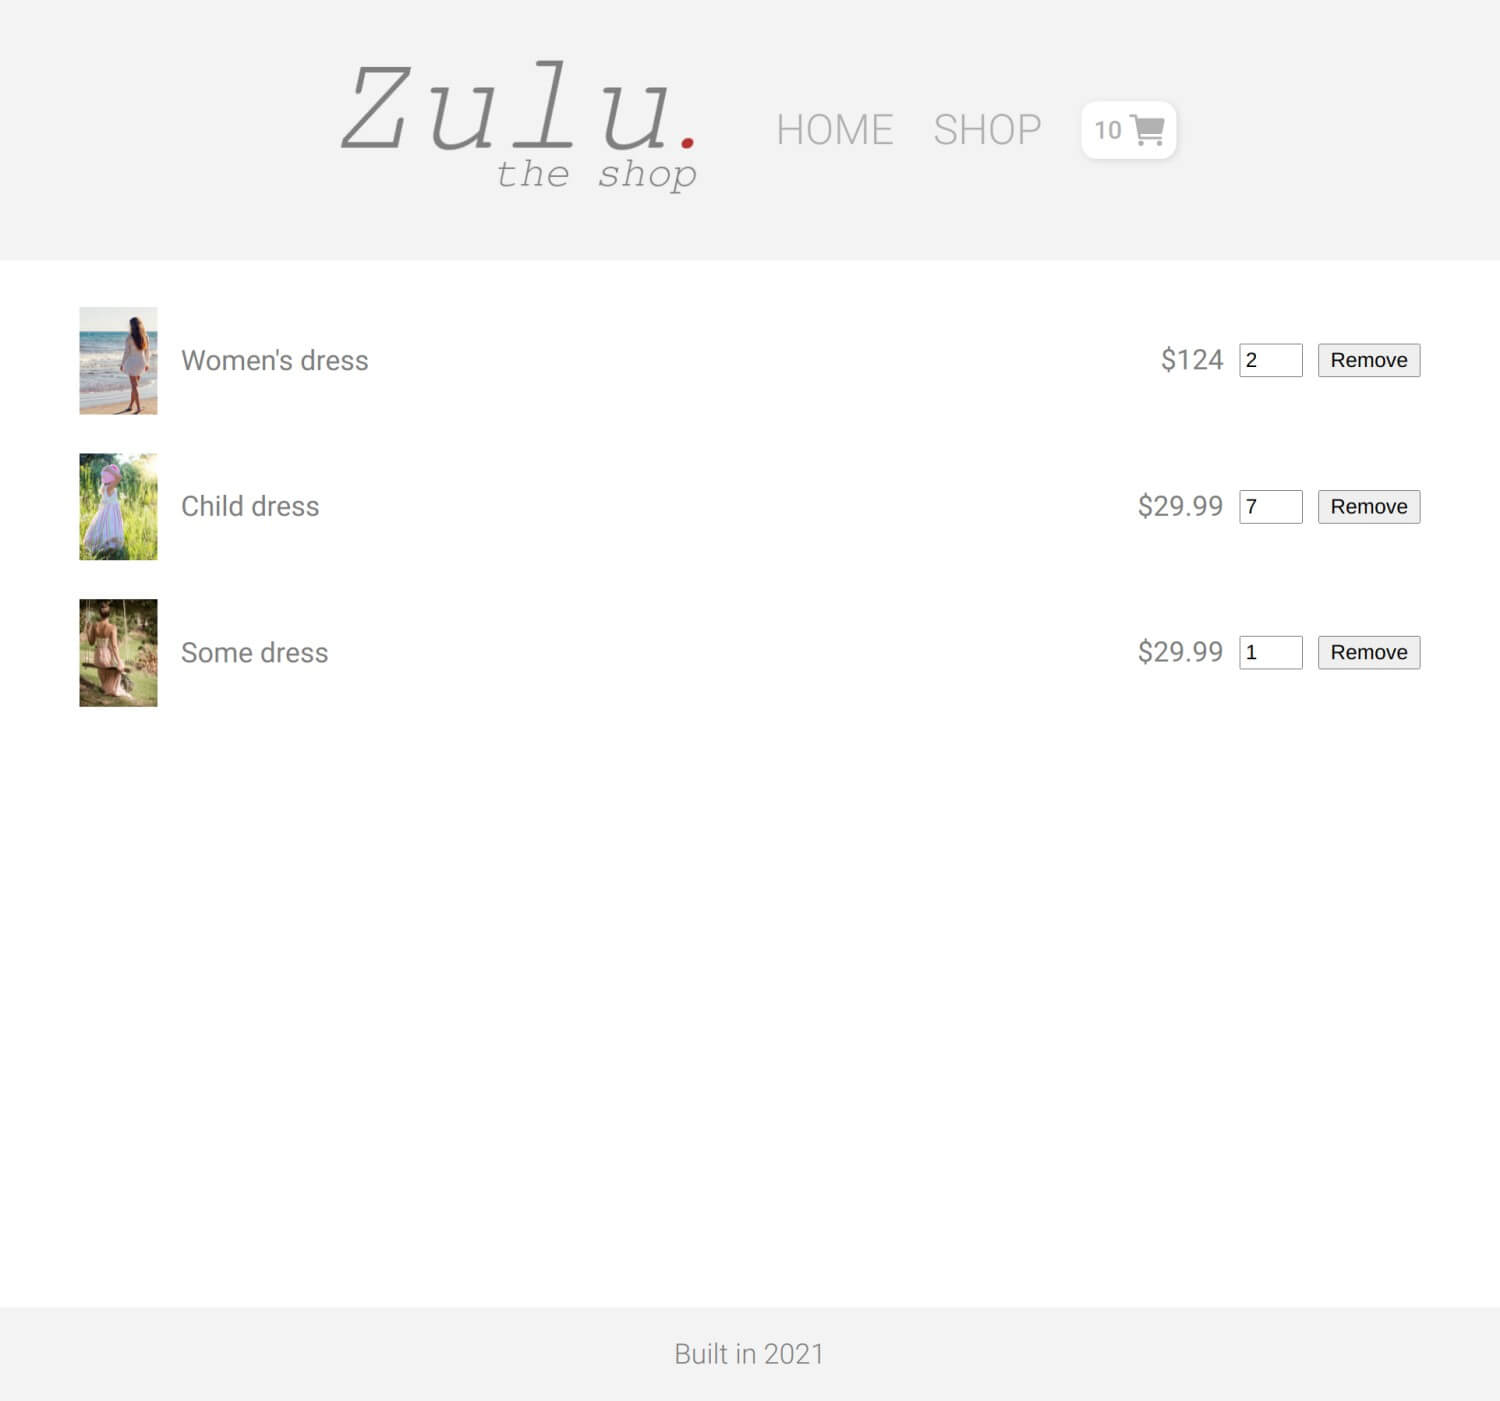 Zulu.
the shop
HOME SHOP 10
Women's dress $124 2 Remove
Child dress $29.99 7 Remove
Some dress $29.99 1 Remove
Built in 2021